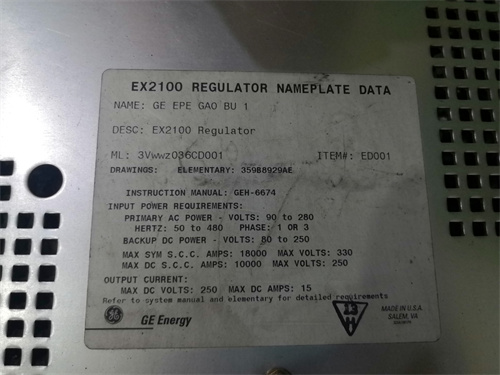 EX2100 REGULATOR NAMEPLATE DATA
NAME: GE EPE GAO BU 1
DESC: EX2100 Regulator
ML: 3Vwwz036CD001 ITEM#: ED001
DRAWINGS: ELEMENTARY: 359B8929AE
INSTRUCTION MANUAL: GEH-6674
INPUT POWER REQUIREMENTS:
PRIMARY AC POWER - VOLTS: 90 to 280
HERTZ: 50 to 480 PHASE: 1 OR 3
BACKUP DC POWER - VOLTS: 80 to 250
MAX SYM S.C.C. AMPS: 18000 MAX VOLTS: 330
MAX DC S.C.C. AMPS: 10000 MAX VOLTS: 250
OUTPUT CURRENT:
MAX DC VOLTS: 250 MAX DC AMPS: 15
Refer to system manual and elementary for detailed requirements
GE Energy
13
H
MADE IN U.S.A.
SALEM, VA